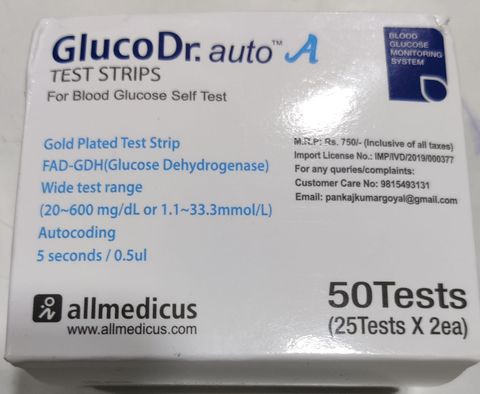 GlucoDr. auto™ A
TEST STRIPS
For Blood Glucose Self Test
BLOOD
GLUCOSE
MONITORING
SYSTEM
Gold Plated Test Strip
FAD-GDH(Glucose Dehydrogenase)
Wide test range
(20~600 mg/dL or 1.1~33.3mmol/L)
Autocoding
5 seconds / 0.5ul
M.R.P: Rs. 750/- (Inclusive of all taxes)
Import License No.: IMP/IVD/2019/000377
For any queries/complaints:
Customer Care No: 9815493131
Email: pankajkumargoyal@gmail.com
allmedicus
www.allmedicus.com
50Tests
(25Tests X 2ea)